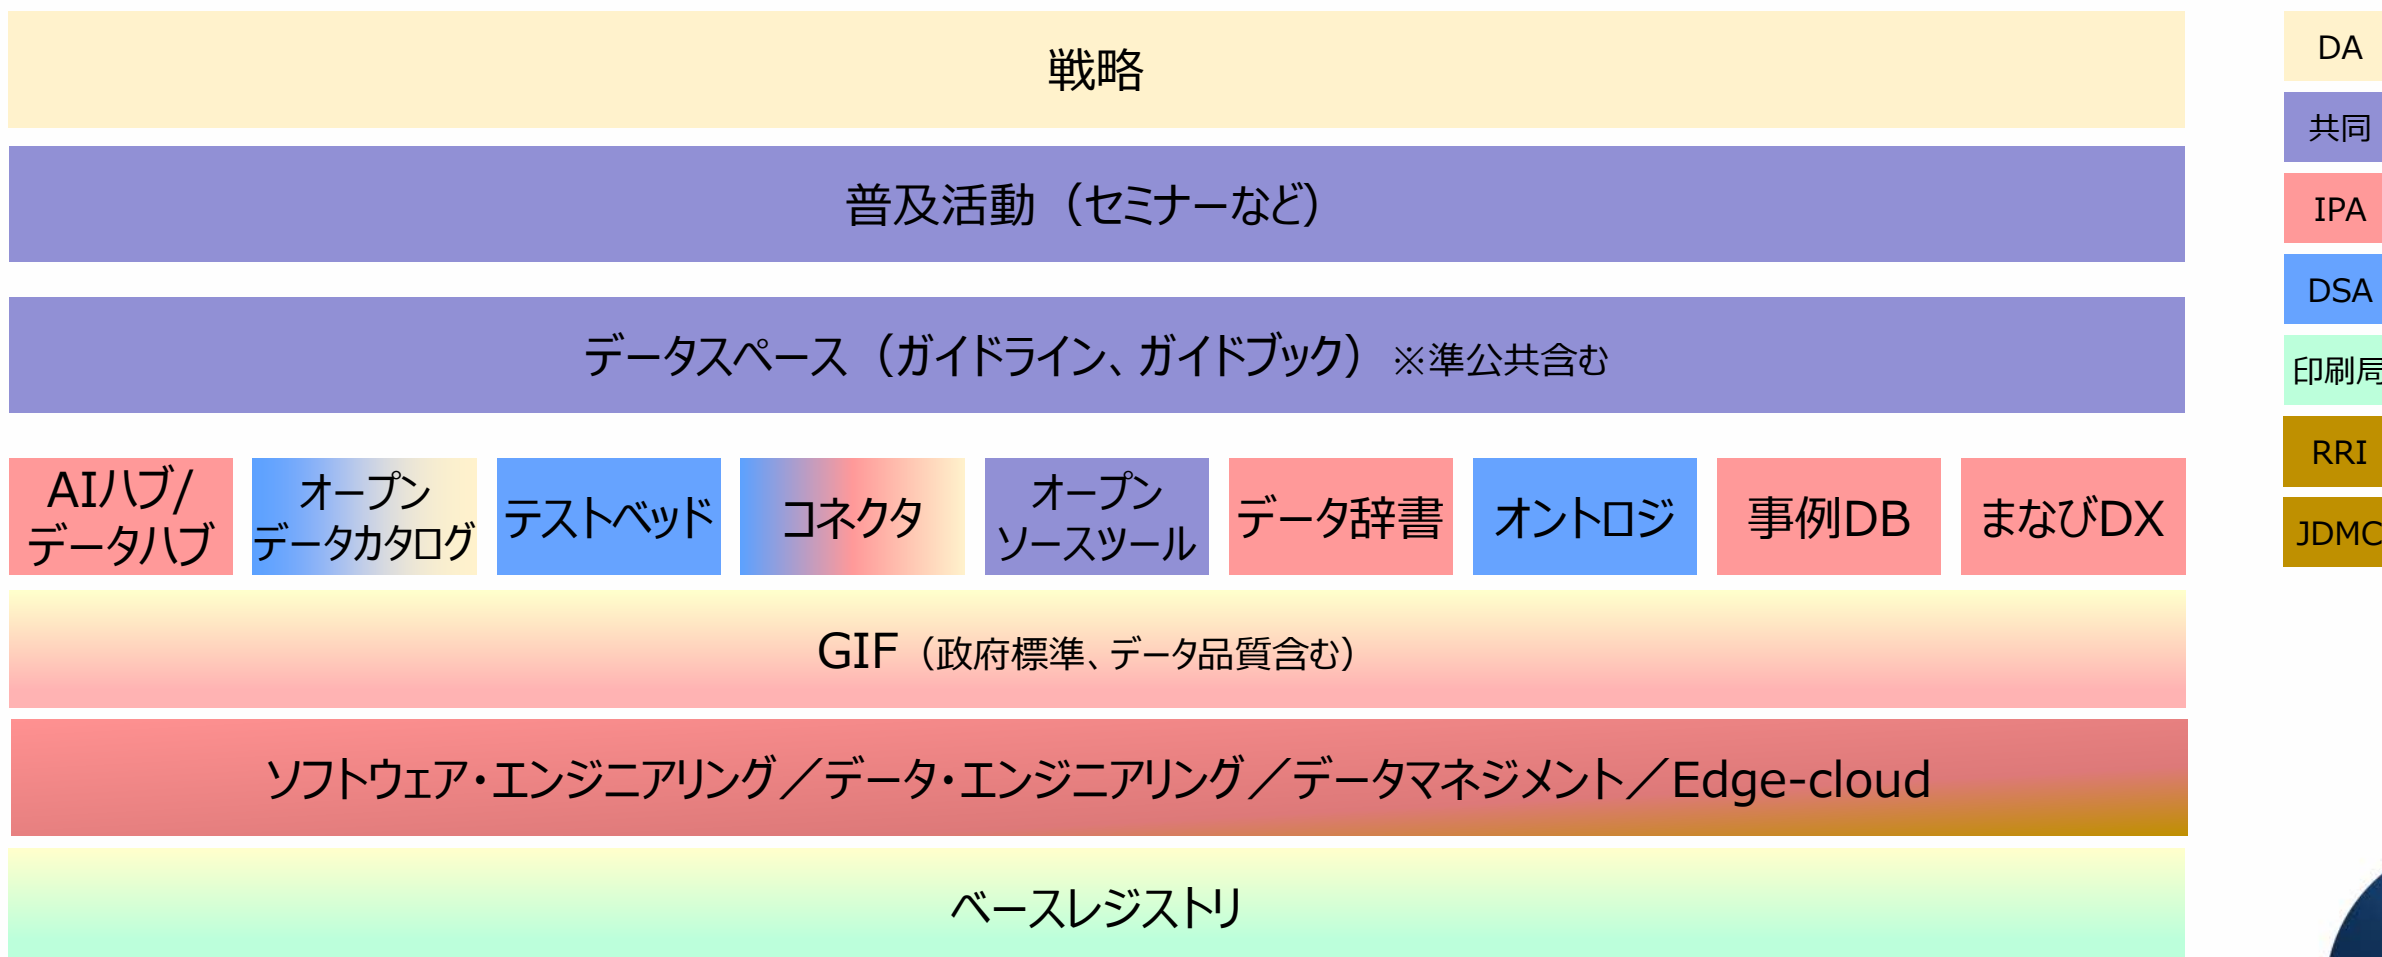 戦略
普及活動（セミナーなど）
データスペース（ガイドライン、ガイドブック）※準公共含む
AIハブ/
データハブ
オープン
データカタログ
テストベッド
コネクタ
オープン
ソースツール
データ辞書
オントロジ
事例DB
まなびDX
GIF（政府標準、データ品質含む）
ソフトウェア・エンジニアリング／データ・エンジニアリング／データマネジメント／Edge-cloud
ベースレジストリ
DA
共同
IPA
DSA
印刷局
RRI
JDMC